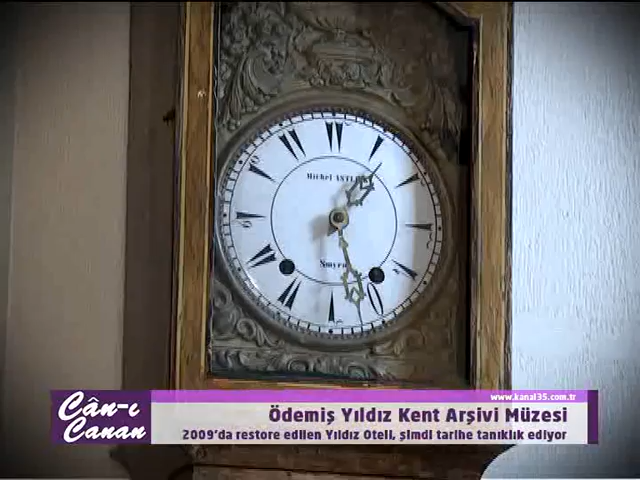 Michel
Smyrne
www.kanal35.com.tr
Cân-ı
Canan
Ödemiş Yıldız Kent Arşivi Müzesi
2009'da restore edilen Yıldız Oteli, şimdi tarihe tanıklık ediyor